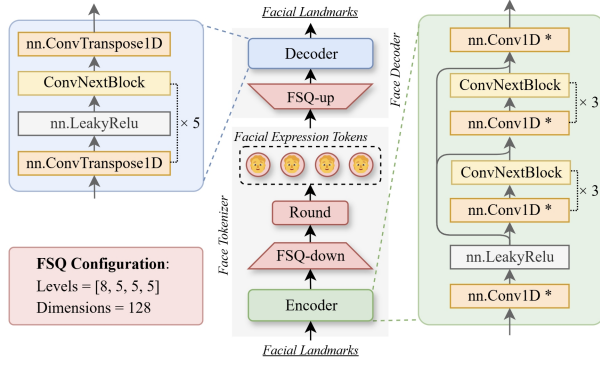 nn.ConvTranspose1D
ConvNextBlock
nn.LeakyRelu
nn.ConvTranspose1D
× 5
FSQ Configuration:
Levels = [8, 5, 5, 5]
Dimensions = 128
Facial Landmarks
Decoder
FSQ-up
Face Decoder
Facial Expression Tokens
Round
FSQ-down
Encoder
Face Tokenizer
Facial Landmarks
nn.Conv1D *
ConvNextBlock
nn.Conv1D *
× 3
ConvNextBlock
nn.Conv1D *
× 3
nn.LeakyRelu
nn.Conv1D *